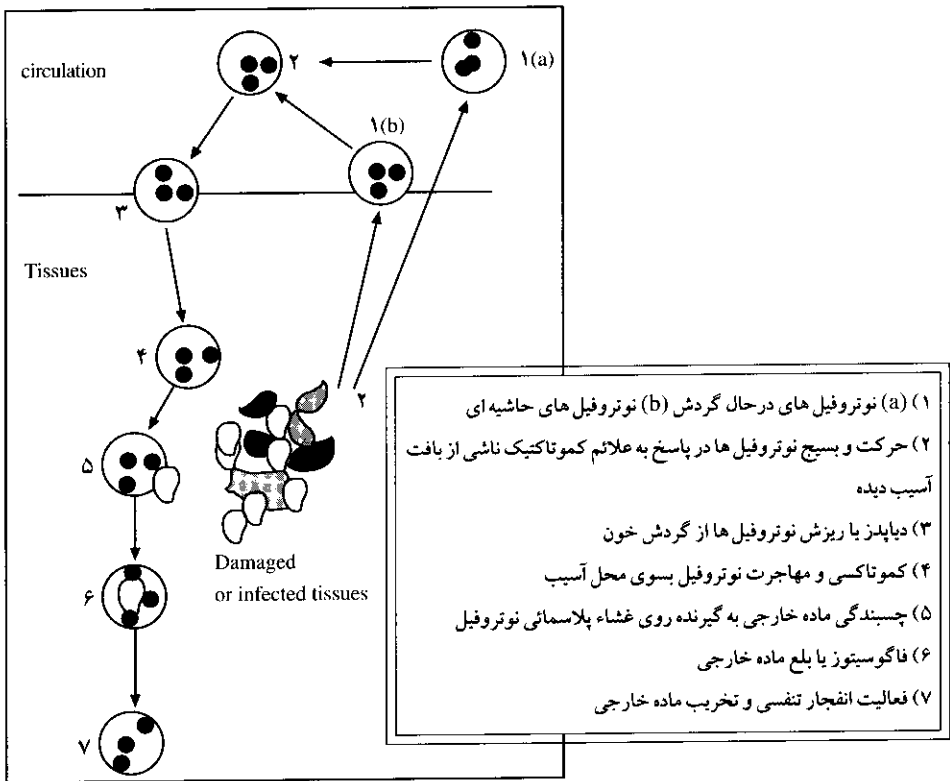 circulation
۲
۱(a)
۱(b)
۳
Tissues
۴
۲
۵
Damaged
or infected tissues
۶
۷
۱) (a) نوتروفیل های درحال گردش (b) نوتروفیل های حاشیه ای
۲) حرکت و بسیج نوتروفیل ها در پاسخ به علائم کموتاکتیک ناشی از بافت
آسیب دیده
۳) دیاپدز یا ریزش نوتروفیل ها از گردش خون
۴) کموتاکسی و مهاجرت نوتروفیل بسوی محل آسیب
۵) چسبندگی ماده خارجی به گیرنده روی غشاء پلاسمائی نوتروفیل
۶) فاگوسیتوز یا بلع ماده خارجی
۷) فعالیت انفجار تنفسی و تخریب ماده خارجی